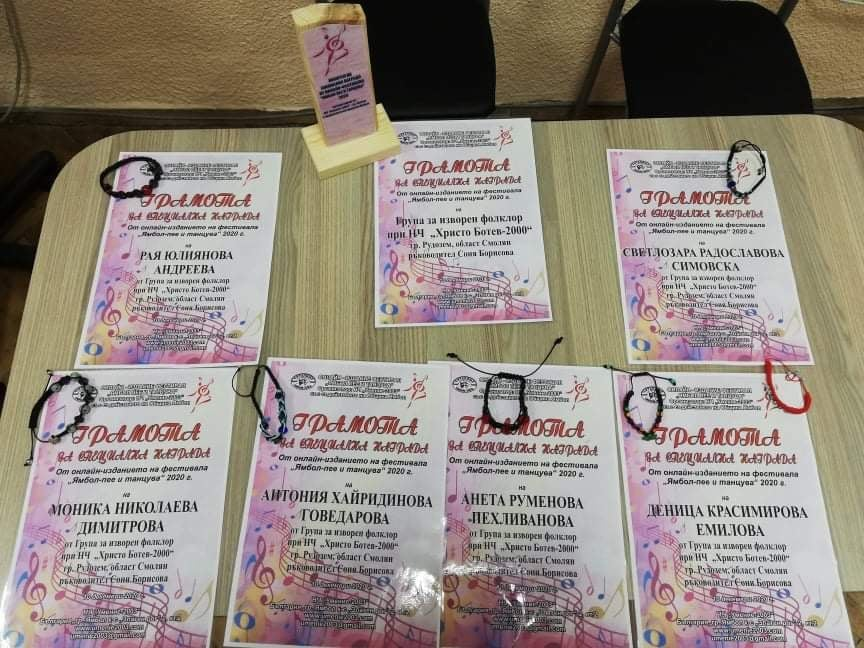 ГРАМОТА
ЗА СПЕЦИАЛНА НАГРАДА
От онлайн-изданието на фестивала
„Ямбол-пее и танцува" 2020 г.
на
РАЯ ЮЛИЯНОВА
АНДРЕЕВА
от Група за изворен фолклор
при НЧ „Христо Ботев-2000“
гр. Рудозем, област Смолян
ръководител Соня Борисова
ГРАМОТА
ЗА СПЕЦИАЛНА НАГРАДА
От онлайн-изданието на фестивала
„Ямбол-пее и танцува" 2020 г.
на
Група за изворен фолклор
при НЧ „Христо Ботев-2000“
гр. Рудозем, област Смолян
ръководител Соня Борисова
ГРАМОТА
ЗА СПЕЦИАЛНА НАГРАДА
От онлайн-изданието на фестивала
„Ямбол-пее и танцува" 2020 г.
на
СВЕТЛОЗАРА РАДОСЛАВОВА
СИМОВСКА
от Група за изворен фолклор
при НЧ „Христо Ботев-2000“
гр. Рудозем, област Смолян
ръководител Соня Борисова
ГРАМОТА
ЗА СПЕЦИАЛНА НАГРАДА
От онлайн-изданието на фестивала
„Ямбол-пее и танцува" 2020 г.
на
МОНИКА НИКОЛАЕВА
ДИМИТРОВА
от Група за изворен фолклор
при НЧ „Христо Ботев-2000“
гр. Рудозем, област Смолян
ръководител Соня Борисова
ГРАМОТА
ЗА СПЕЦИАЛНА НАГРАДА
От онлайн-изданието на фестивала
„Ямбол-пее и танцува" 2020 г.
на
АНТОНИЯ ХАЙРИДИНОВА
ГОВЕДАРОВА
от Група за изворен фолклор
при НЧ „Христо Ботев-2000“
гр. Рудозем, област Смолян
ръководител Соня Борисова
umenie2003@gmail.com
ГРАМОТА
ЗА СПЕЦИАЛНА НАГРАДА
От онлайн-изданието на фестивала
„Ямбол-пее и танцува" 2020 г.
на
АНЕТА РУМЕНОВА
ПЕХЛИВАНОВА
от Група за изворен фолклор
при НЧ „Христо Ботев-2000“
гр. Рудозем, област Смолян
ръководител Соня Борисова
umenie2003@gmail.com
ГРАМОТА
ЗА СПЕЦИАЛНА НАГРАДА
От онлайн-изданието на фестивала
„Ямбол-пее и танцува" 2020 г.
на
ДЕНИЦА КРАСИМИРОВА
ЕМИЛОВА
от Група за изворен фолклор
при НЧ „Христо Ботев-2000“
гр. Рудозем, област Смолян
ръководител Соня Борисова
umenie2003@gmail.com